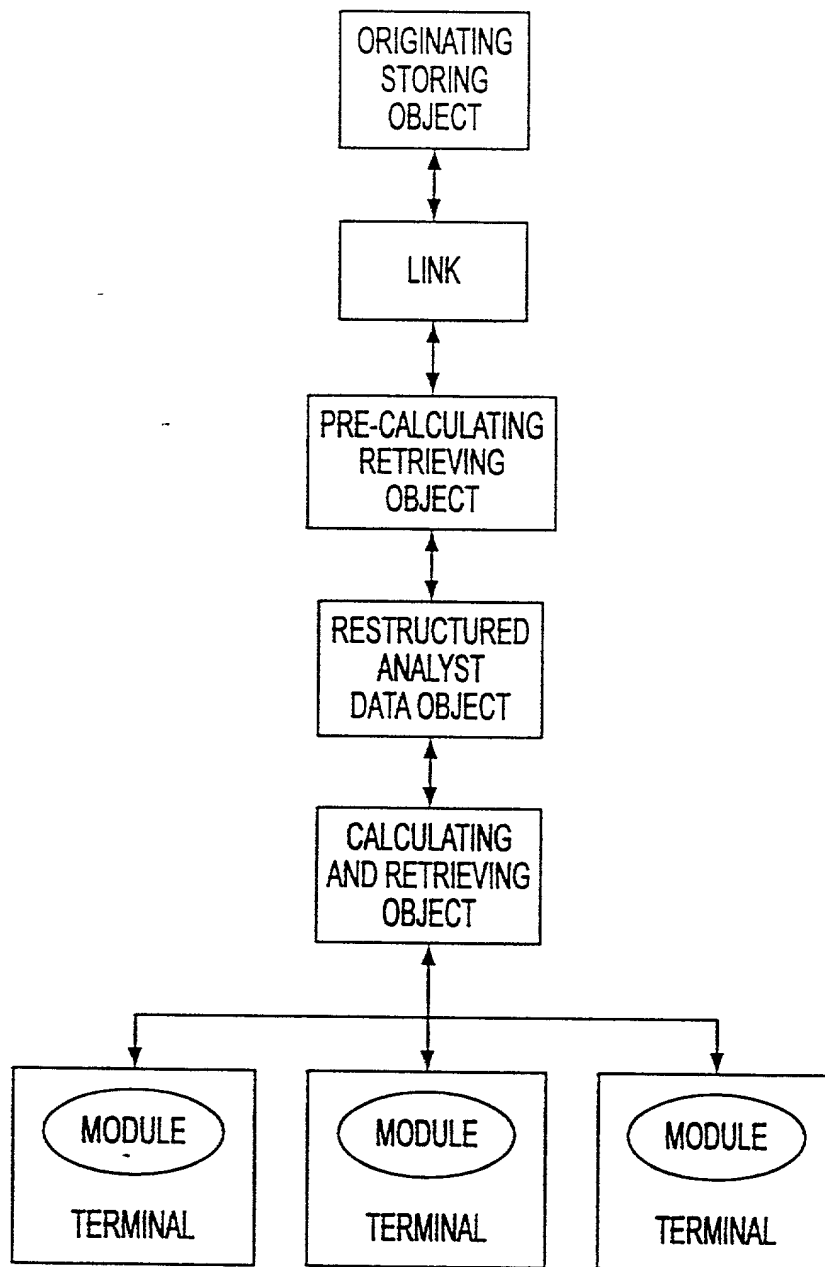 ORIGINATING
STORING
OBJECT
LINK
PRE-CALCULATING
RETRIEVING
OBJECT
RESTRUCTURED
ANALYST
DATA OBJECT
CALCULATING
AND RETRIEVING
OBJECT
MODULE
TERMINAL
MODULE
TERMINAL
MODULE
TERMINAL